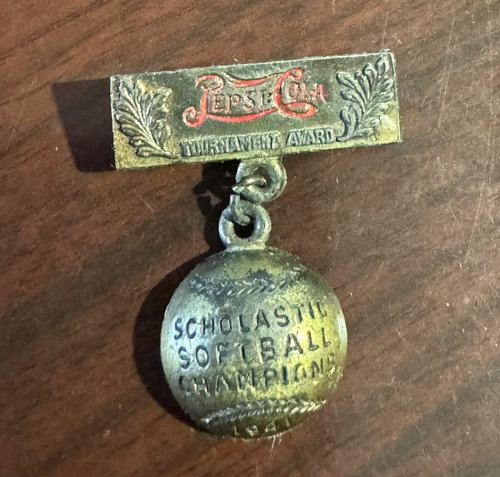 PEPSI-COLA
TOURNAMENT AWARD
SCHOLASTIC
SOFTBALL
CHAMPIONS